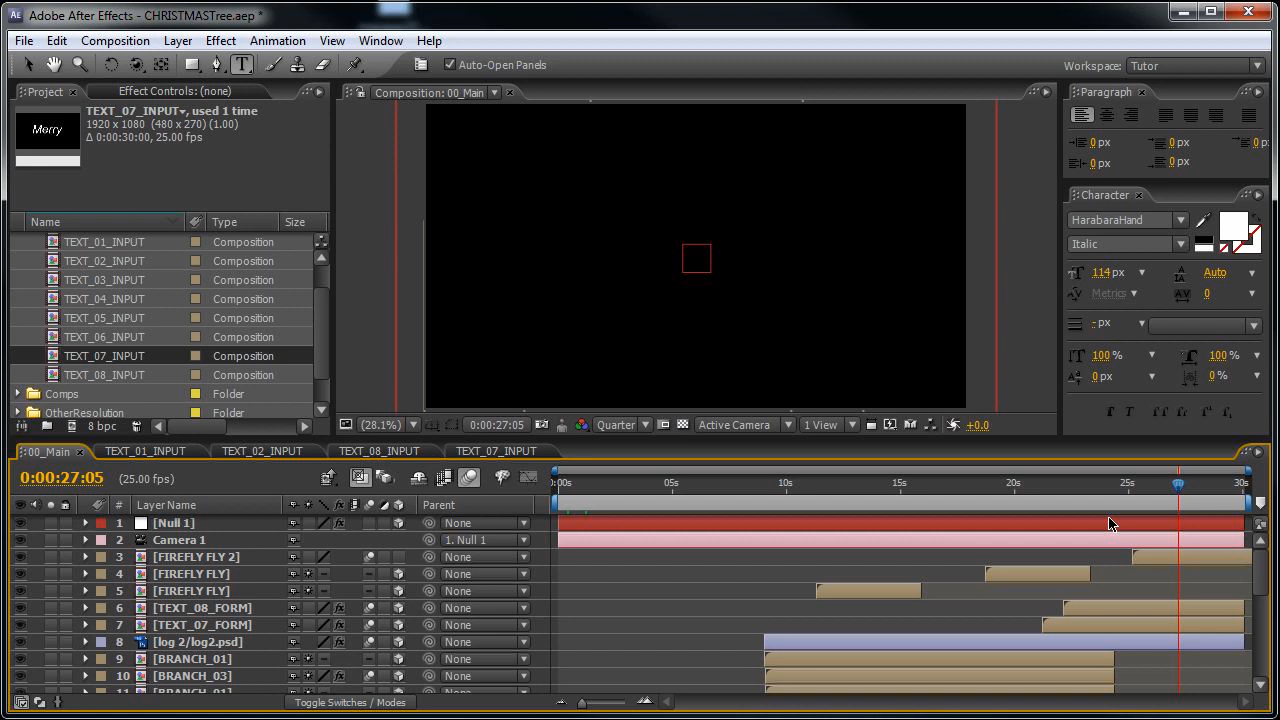 Adobe After Effects - CHRISTMASTree.aep *
File Edit Composition Layer Effect Animation View Window Help
Auto-Open Panels
Workspace: Tutor
Project
Effect Controls: (none)
TEXT_07_INPUT, used 1 time
1920 x 1080 (480 x 270) (1.00)
Δ 0:00:30:00, 25.00 fps
Merry
Name Type Size
TEXT_01_INPUT Composition
TEXT_02_INPUT Composition
TEXT_03_INPUT Composition
TEXT_04_INPUT Composition
TEXT_05_INPUT Composition
TEXT_06_INPUT Composition
TEXT_07_INPUT Composition
TEXT_08_INPUT Composition
Comps Folder
OtherResolution Folder
8 bpc
Composition: 00_Main
(28.1%) 0:00:27:05 Quarter Active Camera 1 View +0.0
Paragraph
0 px 0 px 0 p
0 px 0 px
Character
HarabaraHand
Italic
114 px Auto
Metrics 0
- px
100 % 100 %
0 px 0 %
00_Main TEXT_01_INPUT TEXT_02_INPUT TEXT_08_INPUT TEXT_07_INPUT
0:00:27:05 (25.00 fps)
0:00s 05s 10s 15s 20s 25s 30s
# Layer Name Parent
1 [Null 1] None
2 Camera 1 1. Null 1
3 [FIREFLY FLY 2] None
4 [FIREFLY FLY] None
5 [FIREFLY FLY] None
6 [TEXT_08_FORM] None
7 [TEXT_07_FORM] None
8 [log 2/log2.psd] None
9 [BRANCH_01] None
10 [BRANCH_03] None
11 [BRANCH_01] None
Toggle Switches / Modes